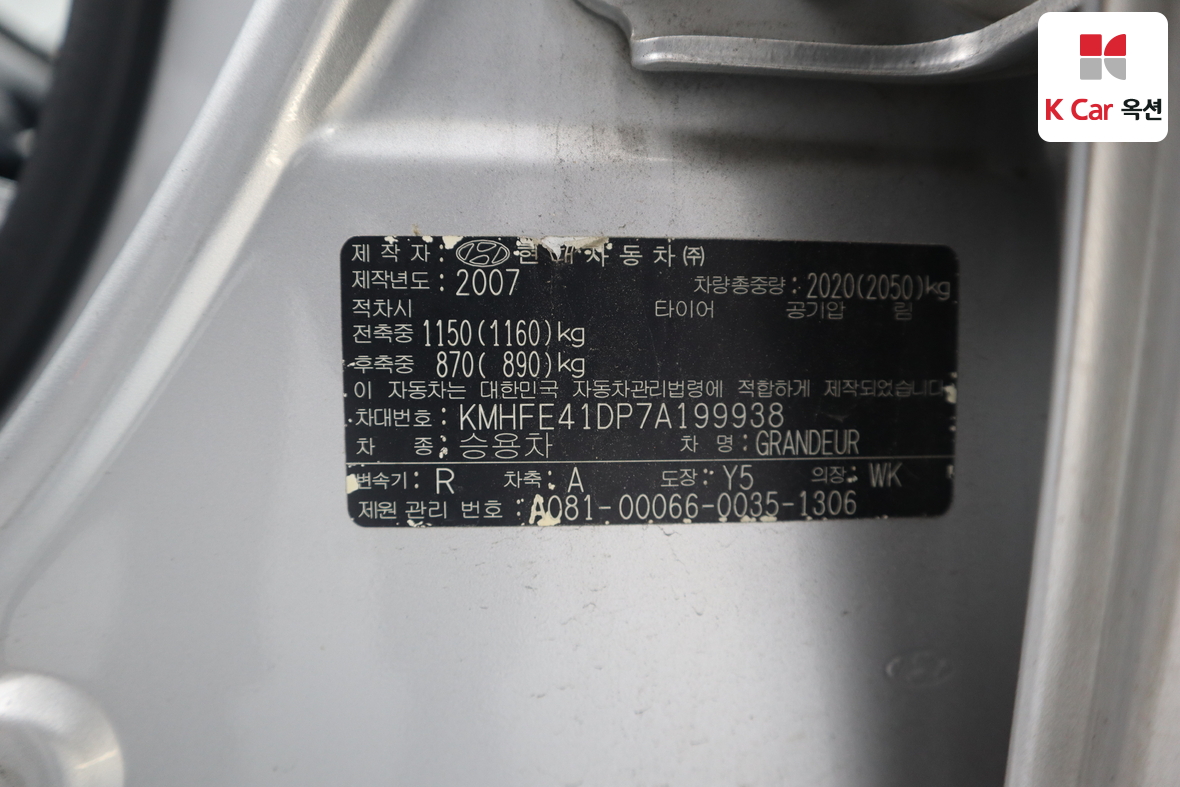 K Car 옥션
제 작 자 : 현대자동차㈜
제작년도 : 2007 차량총중량 : 2020(2050)kg
적차시 타이어 공기압 림
전축중 1150(1160)kg
후축중 870( 890)kg
이 자동차는 대한민국 자동차관리법령에 적합하게 제작되었습니다.
차대번호 : KMHFE41DP7A199938
차 종 : 승용차 차 명 : GRANDEUR
변속기 : R 차축 : A 도장 : Y5 의장 : WK
제원관리 번호 : A081-00066-0035-1306